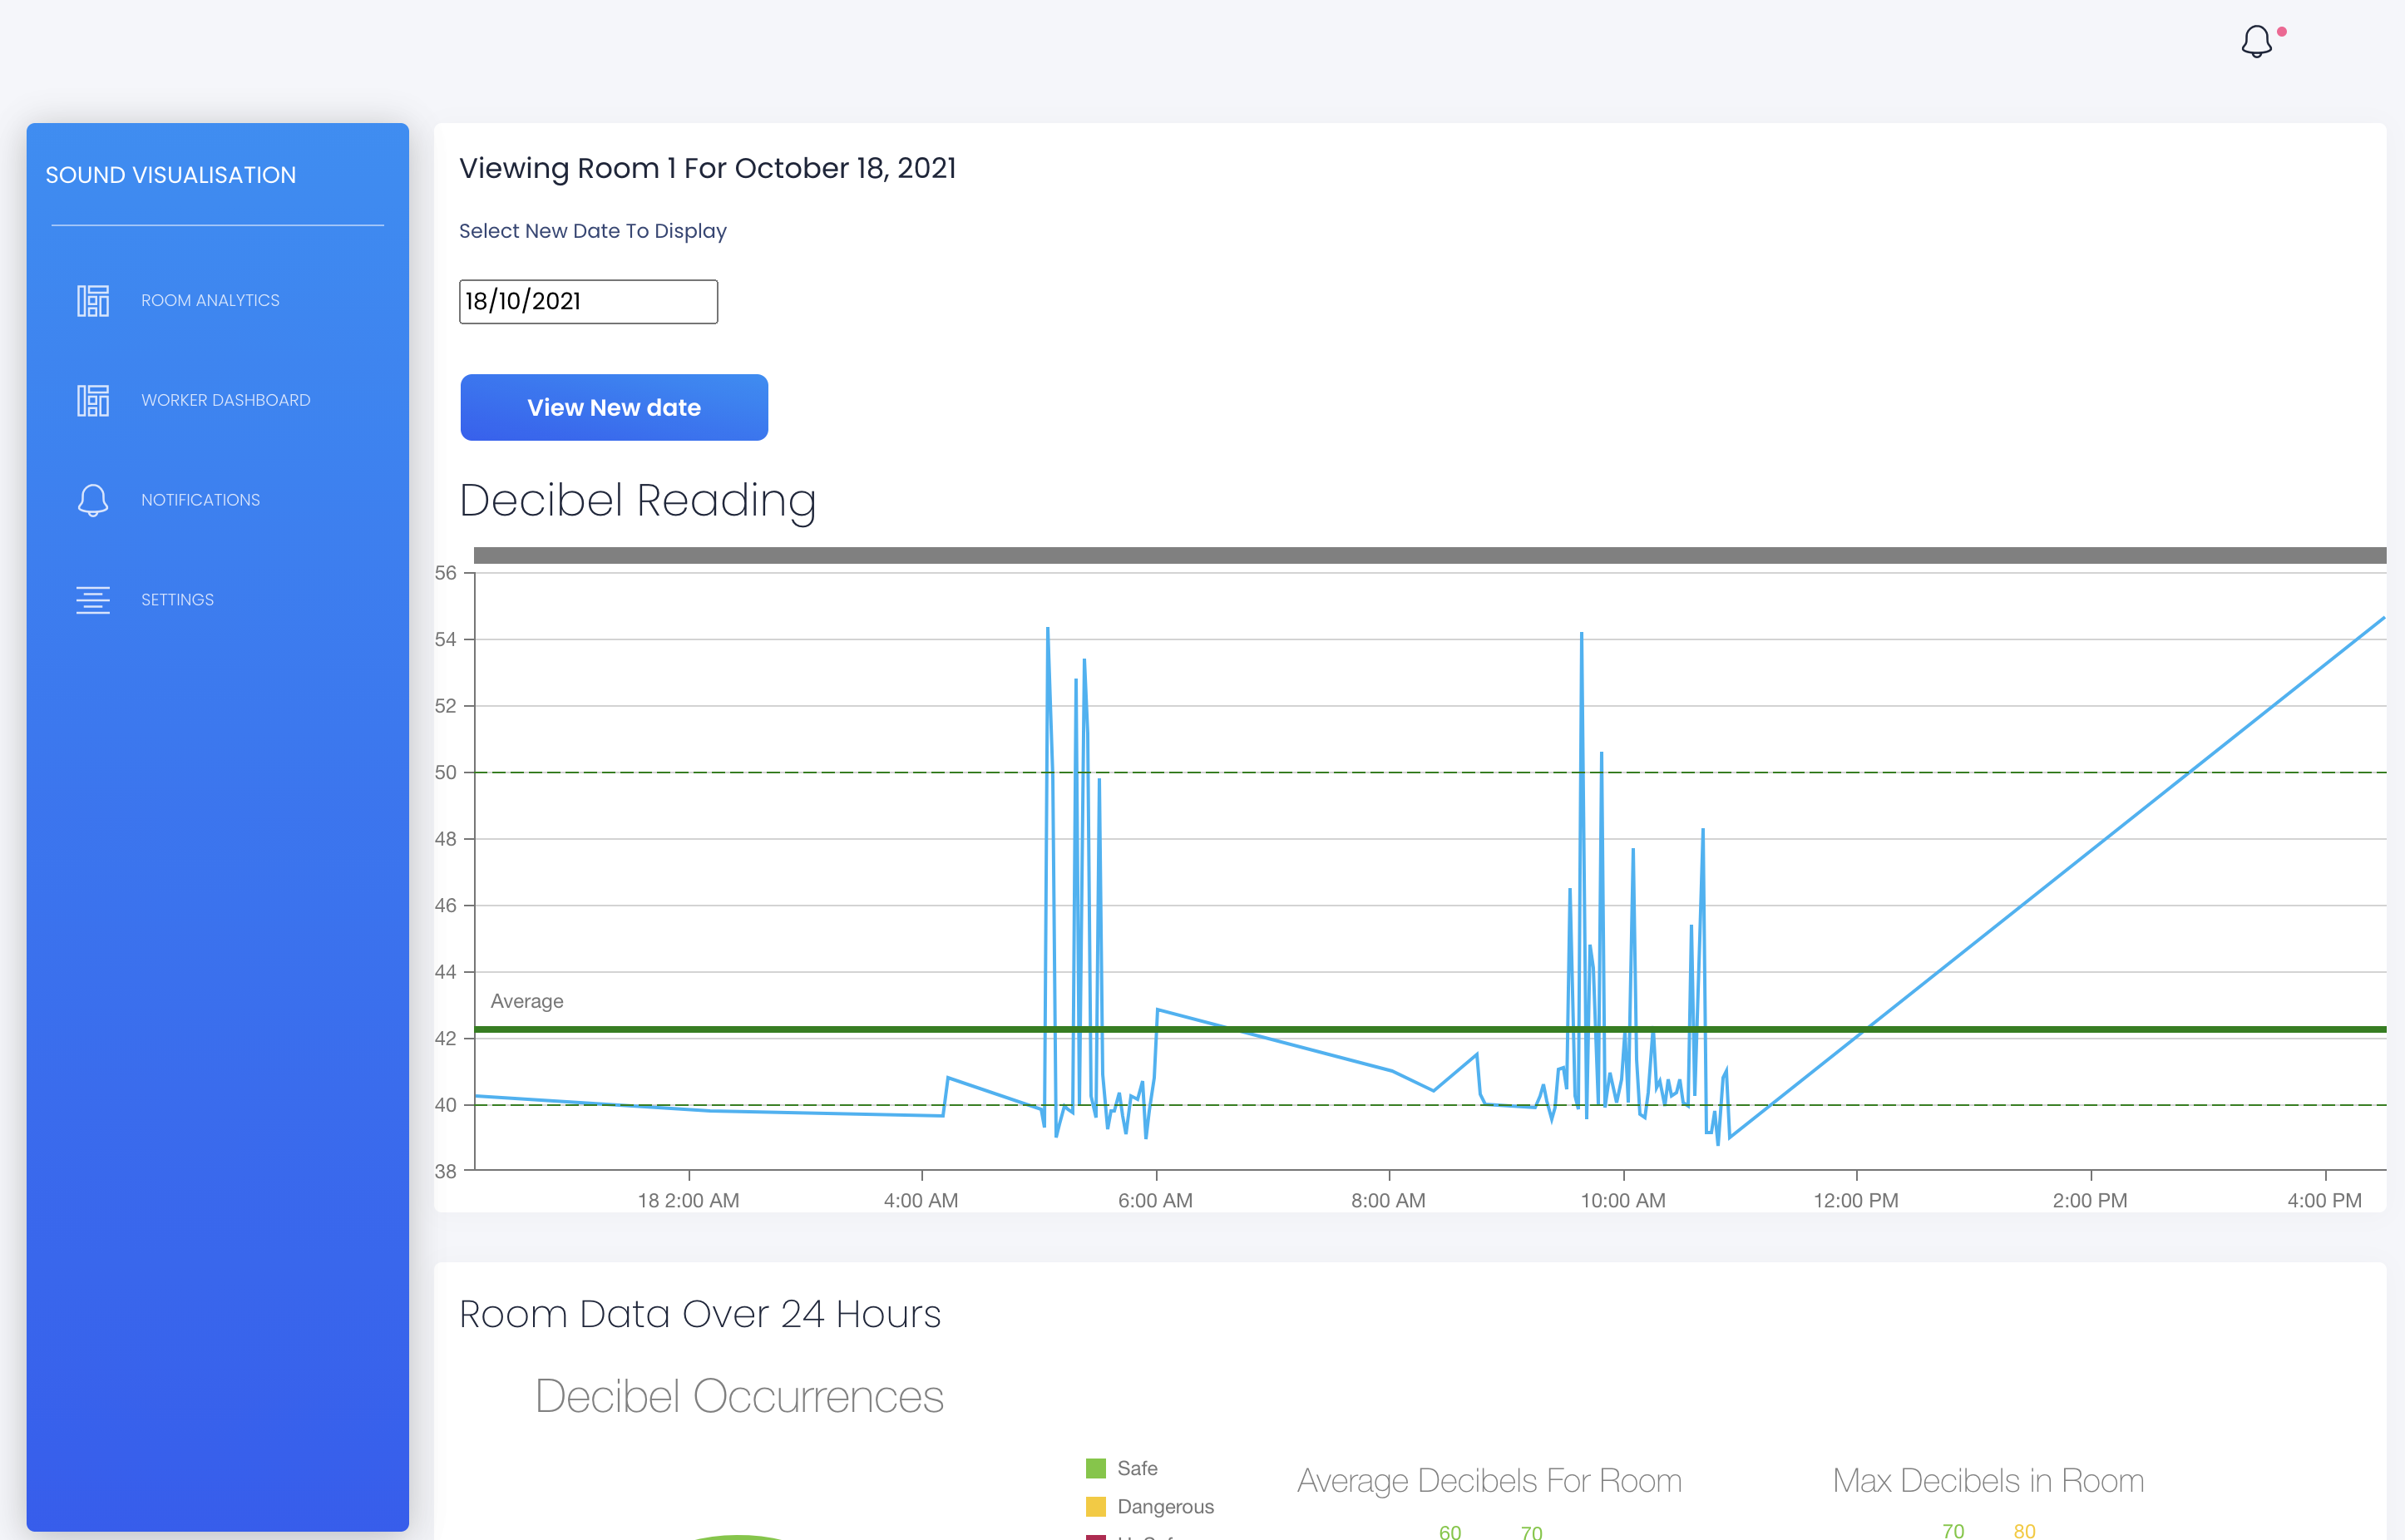 SOUND VISUALISATION
ROOM ANALYTICS
WORKER DASHBOARD
NOTIFICATIONS
SETTINGS
Viewing Room 1 For October 18, 2021
Select New Date To Display
18/10/2021
View New date
Decibel Reading
56
54
52
50
48
46
44
Average
42
40
38
18 2:00 AM 4:00 AM 6:00 AM 8:00 AM 10:00 AM 12:00 PM 2:00 PM 4:00 PM
Room Data Over 24 Hours
Decibel Occurrences
Safe
Dangerous
Average Decibels For Room
60 70
Max Decibels in Room
70 80